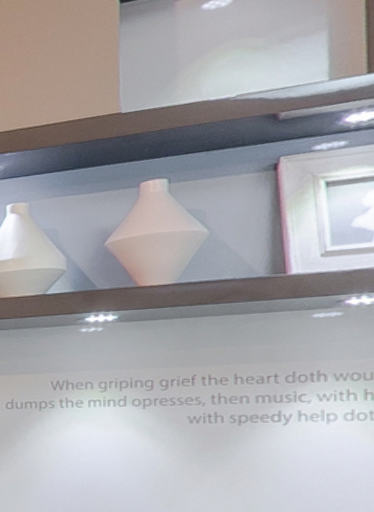 When griping grief the heart doth wou
dumps the mind opresses, then music, with h
with speedy help dot